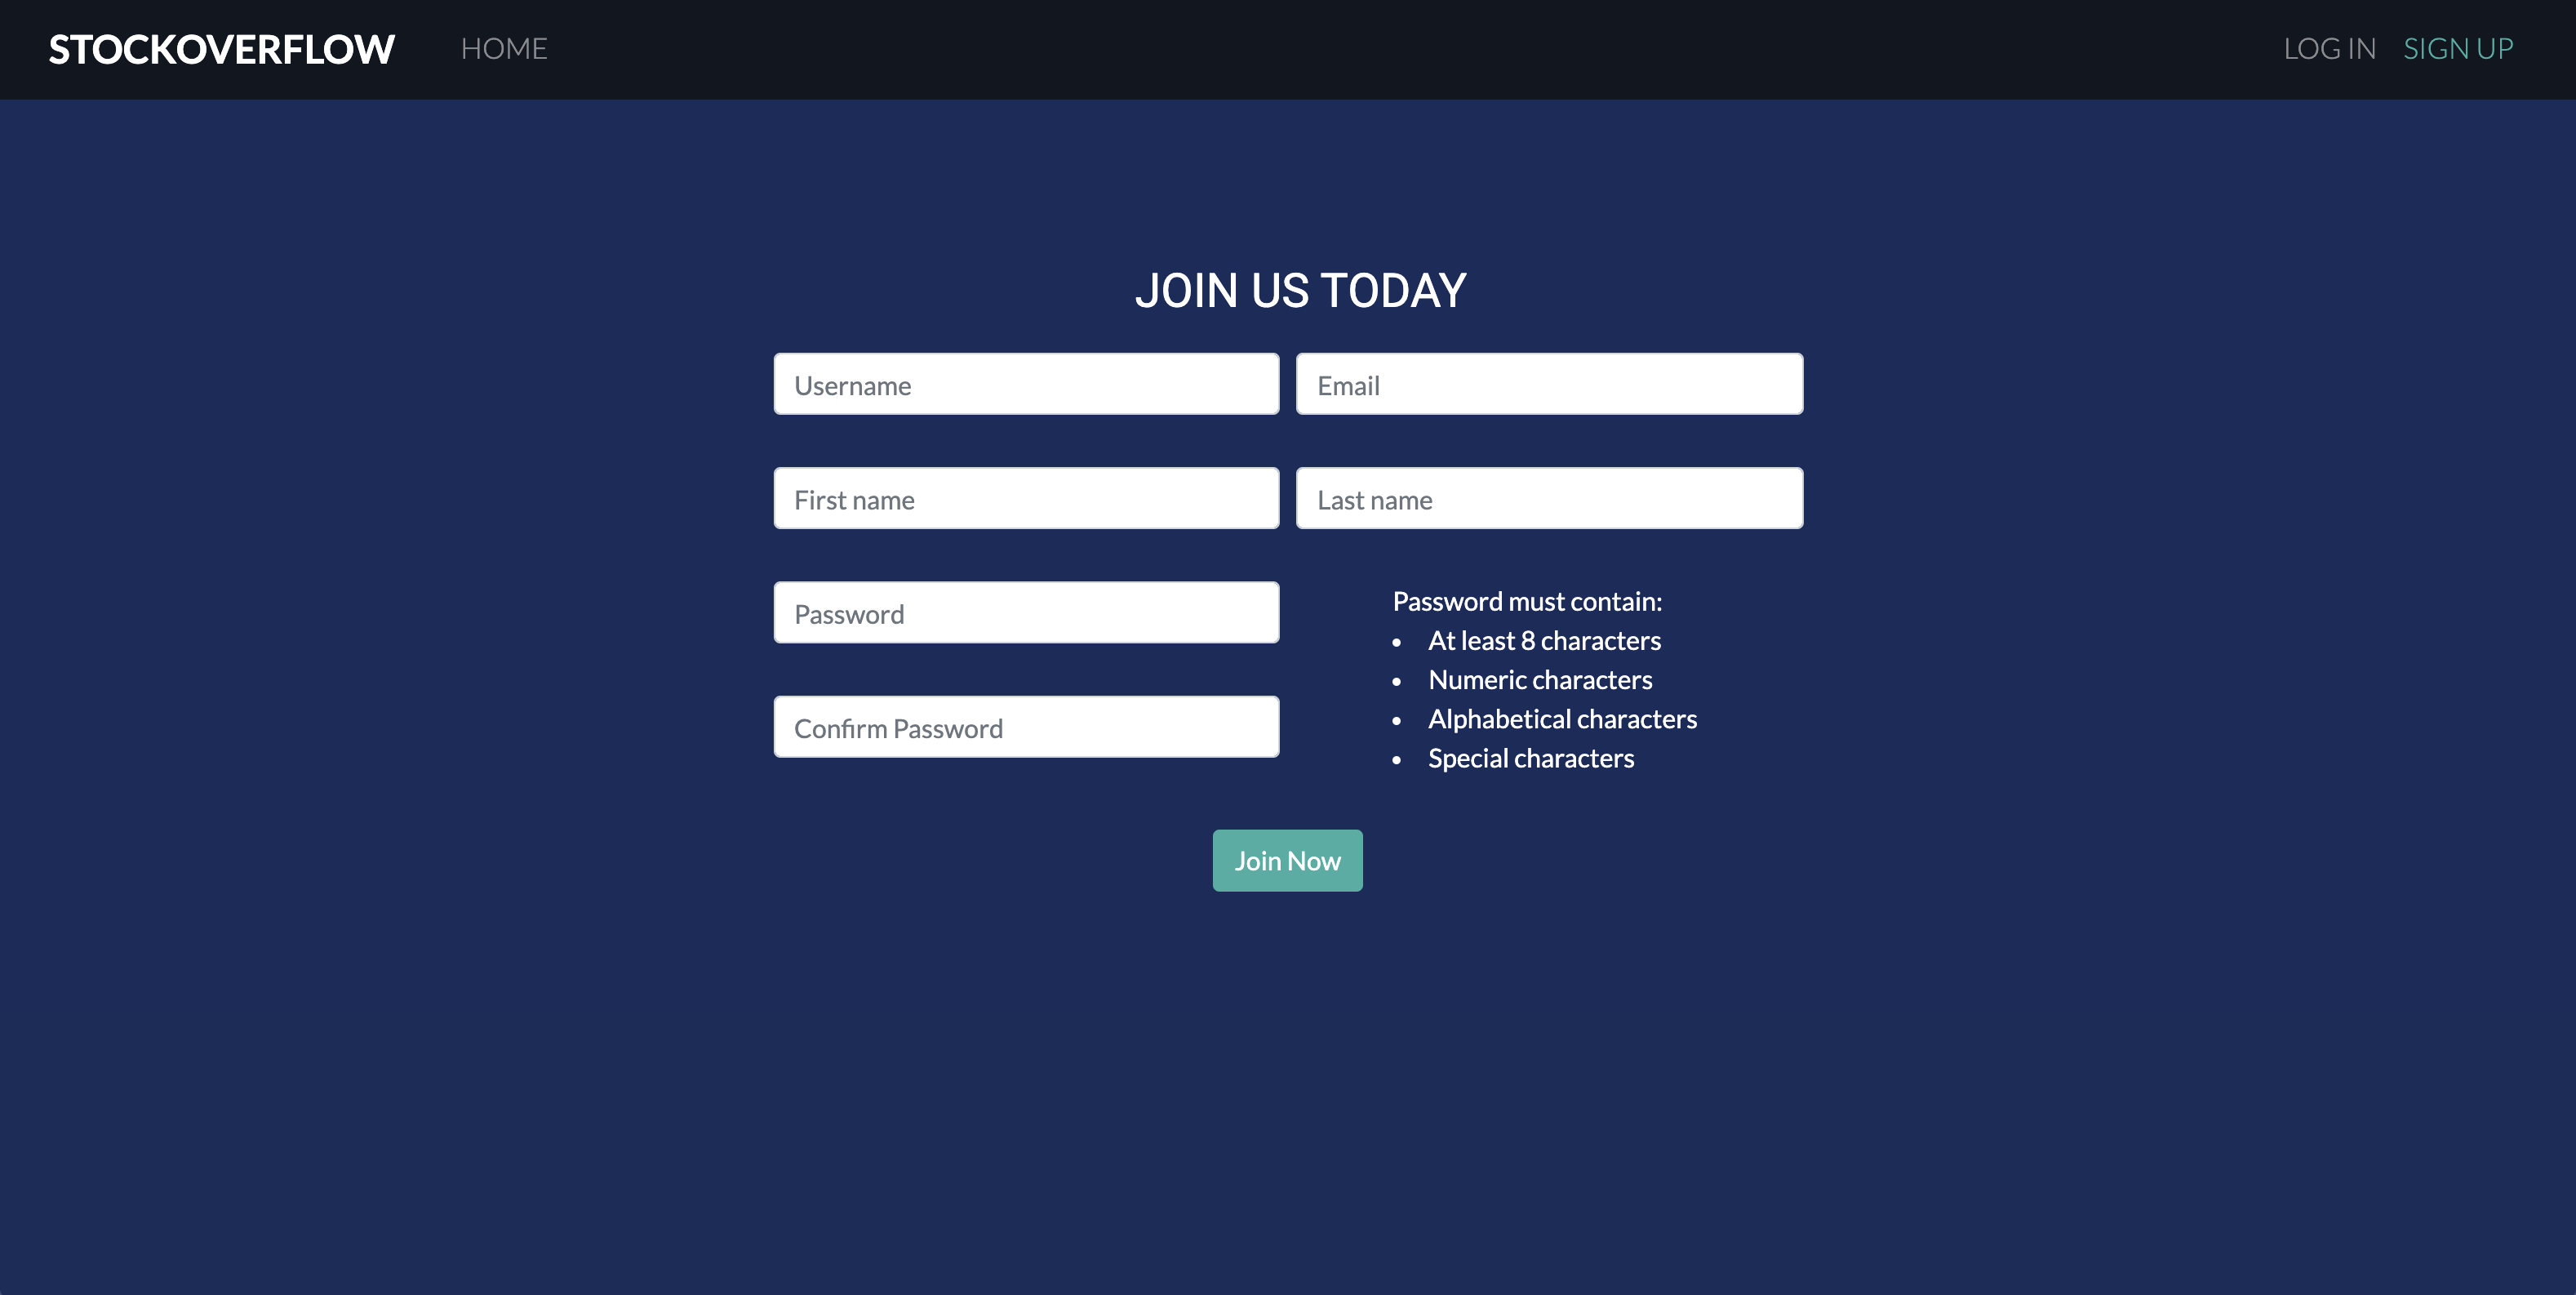 STOCKOVERFLOW HOME LOG IN SIGN UP
JOIN US TODAY
Username Email
First name Last name
Password
Confirm Password
Password must contain:
• At least 8 characters
• Numeric characters
• Alphabetical characters
• Special characters
Join Now